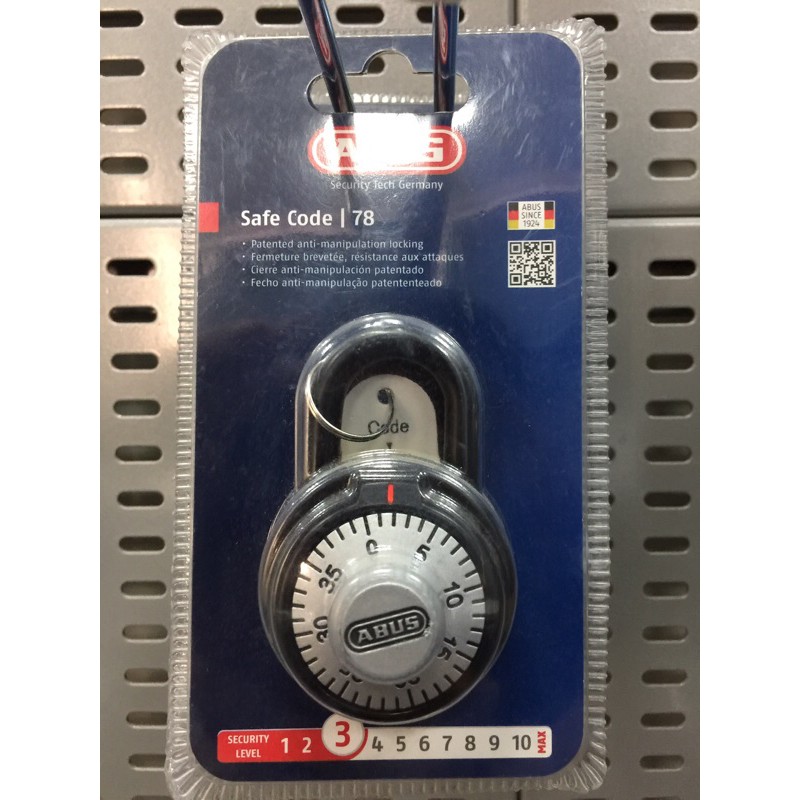 ABUS
Security Tech Germany
Safe Code | 78
ABUS
SINCE
1924
• Patented anti-manipulation locking
• Fermeture brevetée, résistance aux attaques
• Cierre anti-manipulación patentado
• Fecho anti-manipulação patententeado
Code
0
5
10
15
30
35
ABUS
SECURITY
LEVEL
1 2 3 4 5 6 7 8 9 10 MAX